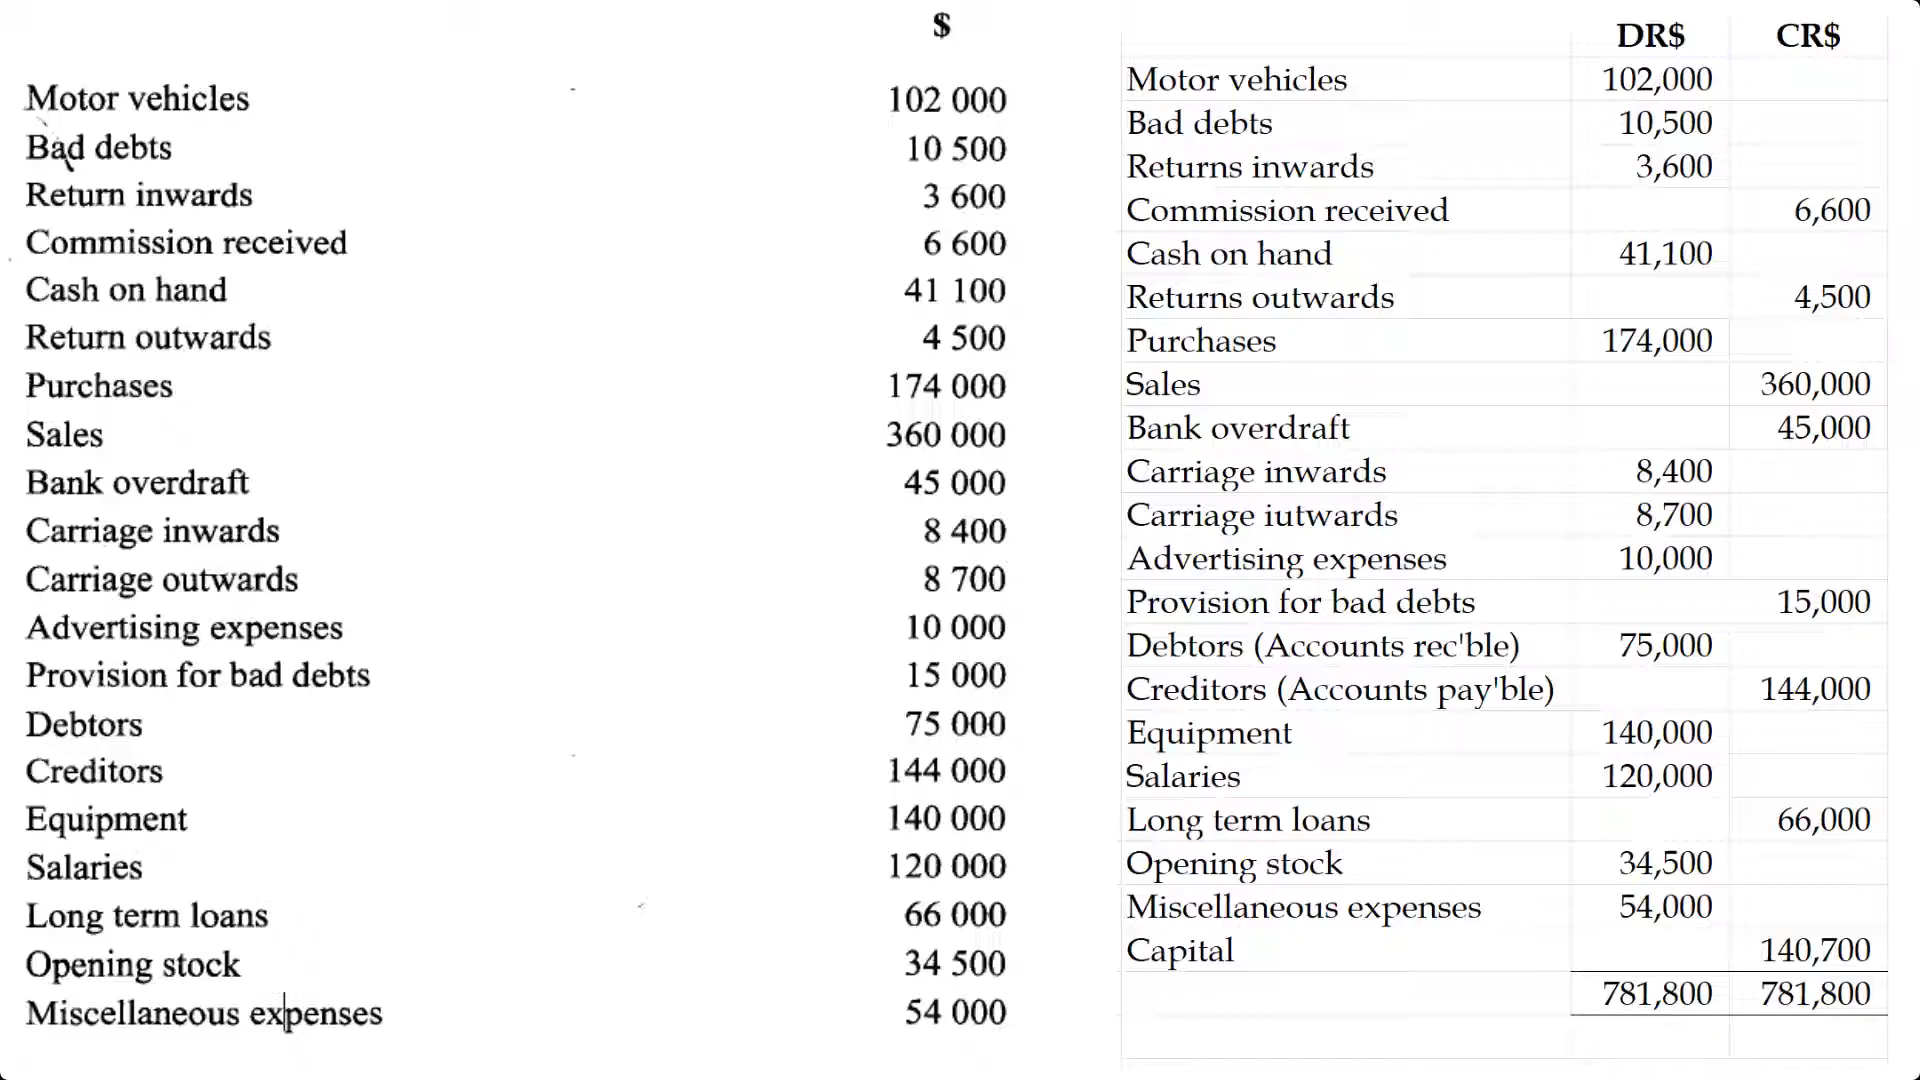 $
Motor vehicles 102 000
Bad debts 10 500
Return inwards 3 600
Commission received 6 600
Cash on hand 41 100
Return outwards 4 500
Purchases 174 000
Sales 360 000
Bank overdraft 45 000
Carriage inwards 8 400
Carriage outwards 8 700
Advertising expenses 10 000
Provision for bad debts 15 000
Debtors 75 000
Creditors 144 000
Equipment 140 000
Salaries 120 000
Long term loans 66 000
Opening stock 34 500
Miscellaneous expenses 54 000
DR$ CR$
Motor vehicles 102,000
Bad debts 10,500
Returns inwards 3,600
Commission received 6,600
Cash on hand 41,100
Returns outwards 4,500
Purchases 174,000
Sales 360,000
Bank overdraft 45,000
Carriage inwards 8,400
Carriage iutwards 8,700
Advertising expenses 10,000
Provision for bad debts 15,000
Debtors (Accounts rec'ble) 75,000
Creditors (Accounts pay'ble) 144,000
Equipment 140,000
Salaries 120,000
Long term loans 66,000
Opening stock 34,500
Miscellaneous expenses 54,000
Capital 140,700
781,800 781,800